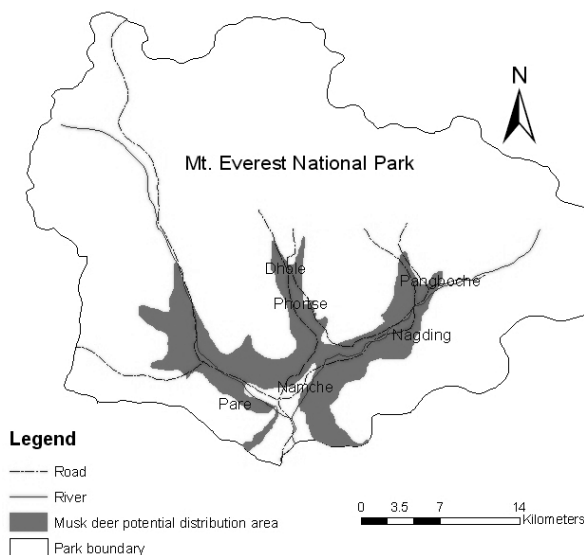 N
Mt. Everest National Park
Dhole
Pangboche
Phortse
Nagding
Namche
Pare
Legend
Road
River
Musk deer potential distribution area
Park boundary
0 3.5 7 14
Kilometers